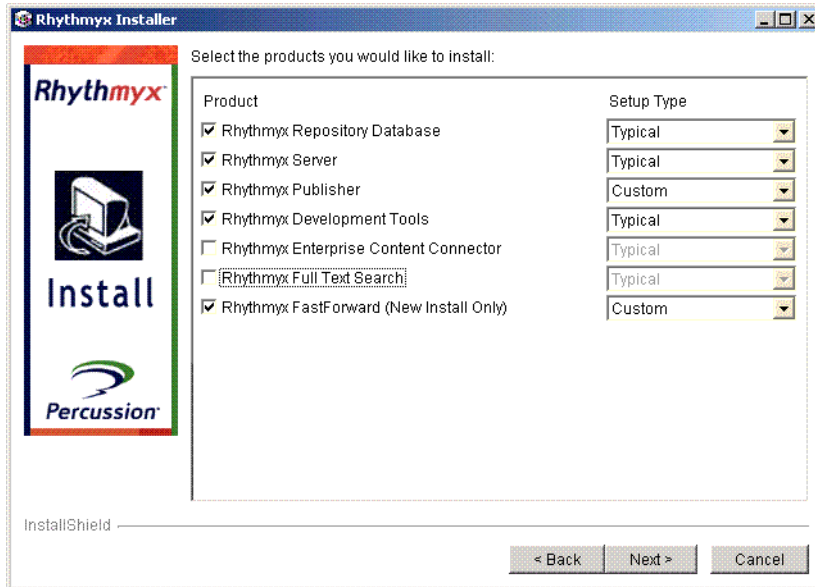 Rhythmyx Installer
Select the products you would like to install:
Rhythmyx
Install
Percussion
Product Setup Type
Rhythmyx Repository Database Typical
Rhythmyx Server Typical
Rhythmyx Publisher Custom
Rhythmyx Development Tools Typical
Rhythmyx Enterprise Content Connector Typical
Rhythmyx Full Text Search Typical
Rhythmyx FastForward (New Install Only) Custom
InstallShield
< Back Next > Cancel